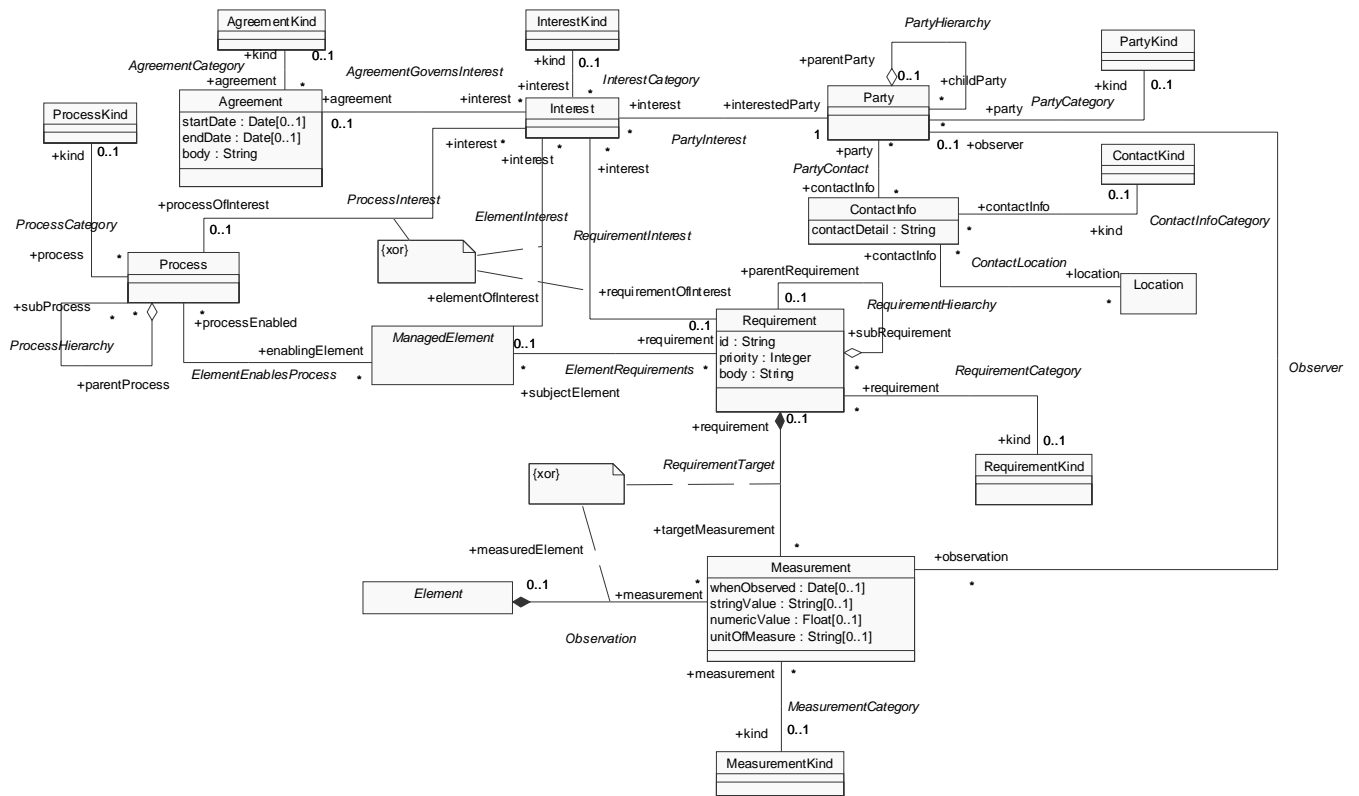 AgreementKind
InterestKind
PartyHierarchy
PartyKind
+kind
0..1
+kind
0..1
+parentParty
0..1
+kind
0..1
AgreementCategory
+agreement
*
AgreementGovernsInterest
+interest
*
InterestCategory
+childParty
*
ProcessKind
Agreement
+agreement
0..1
+interest
*
Interest
+interest
*
+interestedParty
1
Party
+party
*
PartyCategory
startDate : Date[0..1]
endDate : Date[0..1]
body : String
+kind
0..1
+interest
*
+interest
*
+interest
*
PartyInterest
+party
*
0..1
+observer
ContactKind
PartyContact
+contactInfo
*
ProcessInterest
+processOfInterest
0..1
ElementInterest
RequirementInterest
ContactInfo
contactDetail : String
+contactInfo
*
0..1
+kind
ContactInfoCategory
ProcessCategory
+process
*
{xor}
+contactInfo
*
ContactLocation
+location
*
Location
Process
+parentRequirement
0..1
+elementOfInterest
+requirementOfInterest
RequirementHierarchy
+subProcess
*
*
*
+processEnabled
ProcessHierarchy
+parentProcess
ManagedElement
0..1
+enablingElement
*
ElementEnablesProcess
0..1
+requirement
*
Requirement
id : String
priority : Integer
body : String
+subRequirement
*
ElementRequirements
*
+subjectElement
RequirementCategory
+requirement
*
Observer
+requirement
0..1
+kind
0..1
RequirementKind
{xor}
RequirementTarget
+targetMeasurement
*
+measuredElement
0..1
Element
*
+measurement
Measurement
whenObserved : Date[0..1]
stringValue : String[0..1]
numericValue : Float[0..1]
unitOfMeasure : String[0..1]
+observation
*
Observation
+measurement
*
MeasurementCategory
+kind
0..1
MeasurementKind